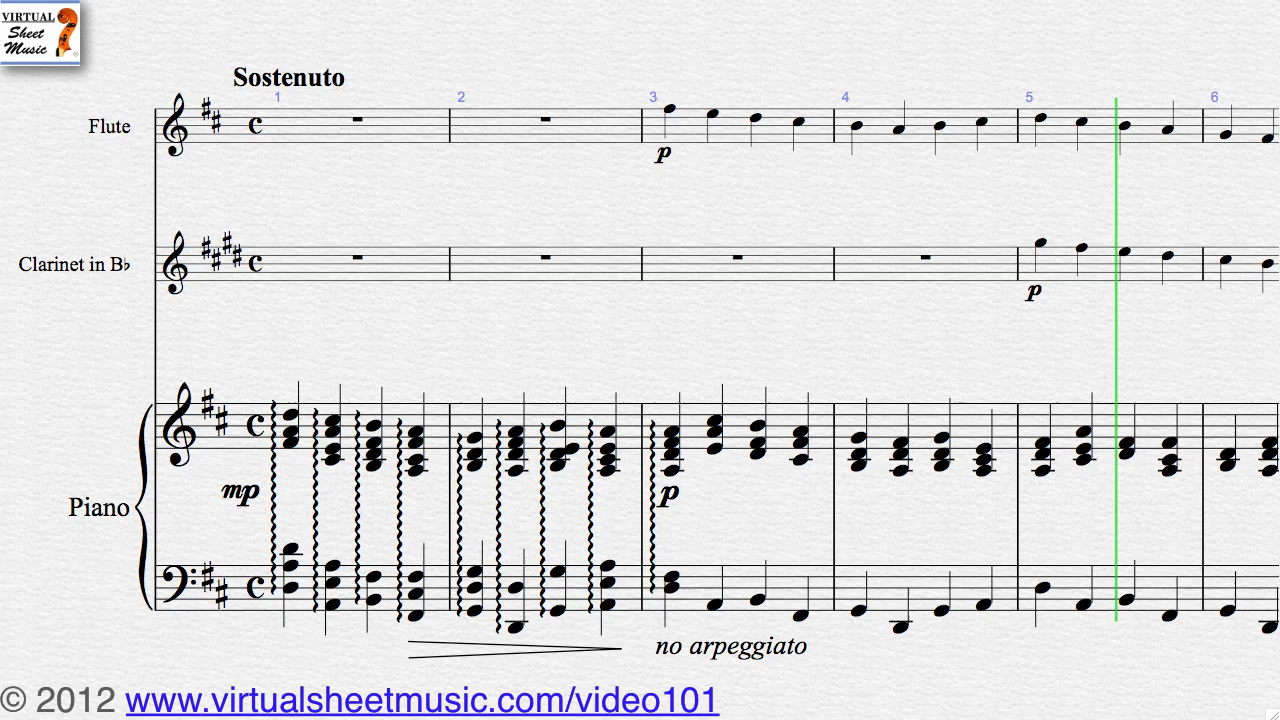 VIRTUAL
Sheet
Music
®
Sostenuto
1 2 3 4 5 6
Flute
p
Clarinet in B♭
p
mp p
Piano
no arpeggiato
© 2012 www.virtualsheetmusic.com/video101